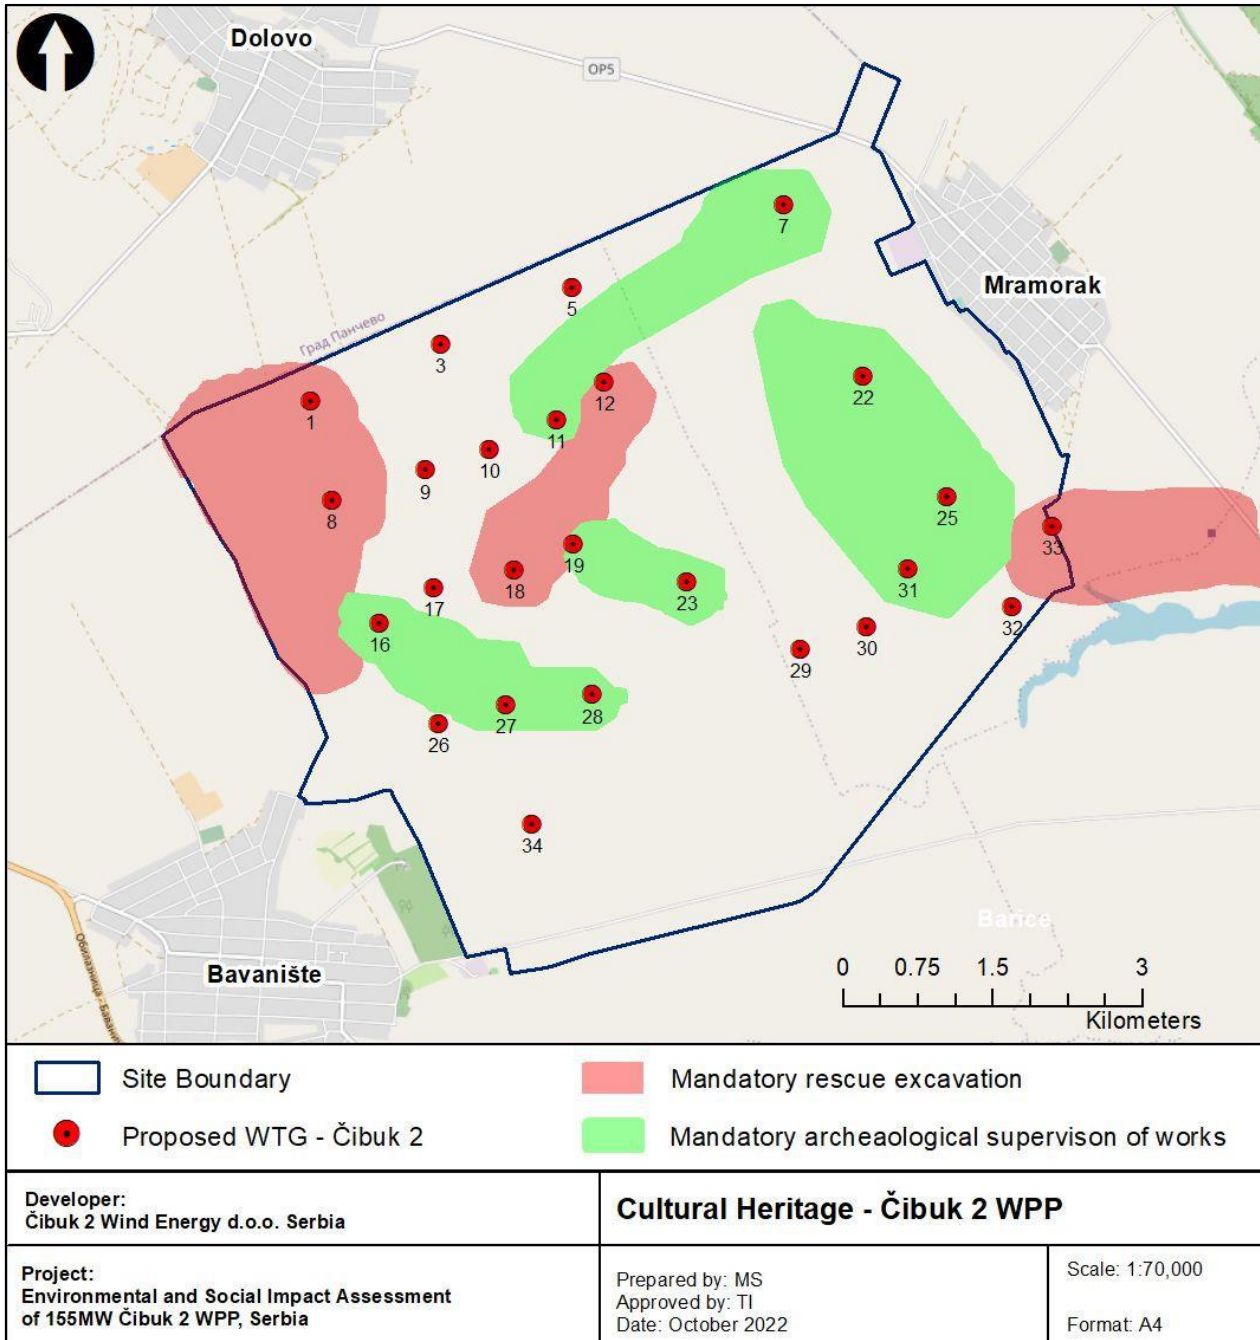 Dolovo
OP5
7
Mramorak
5
Град Панчево
3
22
12
1
11
10
9
25
8
33
19
31
18
23
17
32
16
30
29
28
27
26
34
Barice
Bavanište
0 0.75 1.5 3
Kilometers
Site Boundary
Mandatory rescue excavation
Proposed WTG - Čibuk 2
Mandatory archeaological supervison of works
Developer:
Čibuk 2 Wind Energy d.o.o. Serbia
Cultural Heritage - Čibuk 2 WPP
Project:
Environmental and Social Impact Assessment
of 155MW Čibuk 2 WPP, Serbia
Prepared by: MS
Approved by: TI
Date: October 2022
Scale: 1:70,000
Format: A4